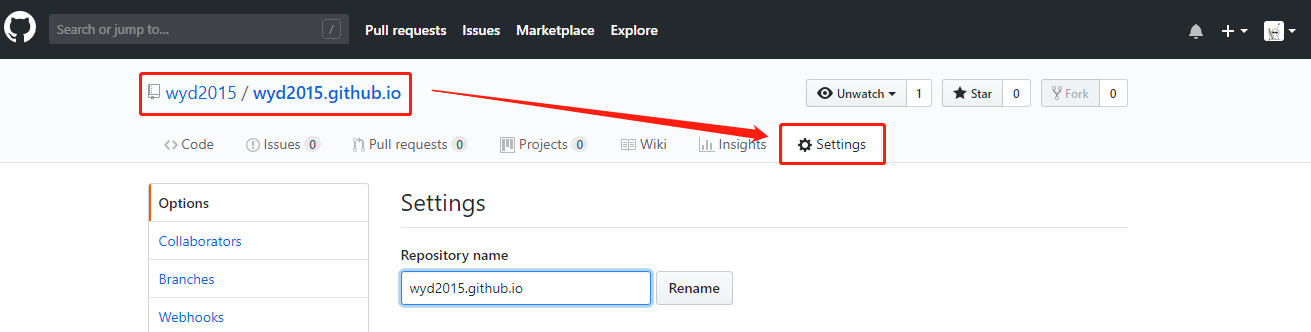 Search or jump to... / Pull requests Issues Marketplace Explore
wyd2015 / wyd2015.github.io Unwatch 1 Star 0 Fork 0
Code Issues 0 Pull requests 0 Projects 0 Wiki Insights Settings
Options
Collaborators
Branches
Webhooks
Settings
Repository name
wyd2015.github.io Rename